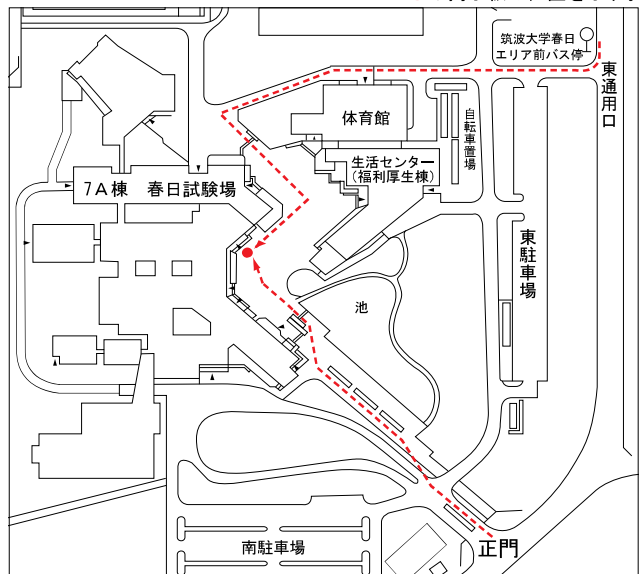 筑波大学春日
エリア前バス停
東通用口
体育館
自転車置場
生活センター
(福利厚生棟)
7A棟 春日試験場
東駐車場
池
南駐車場
正門